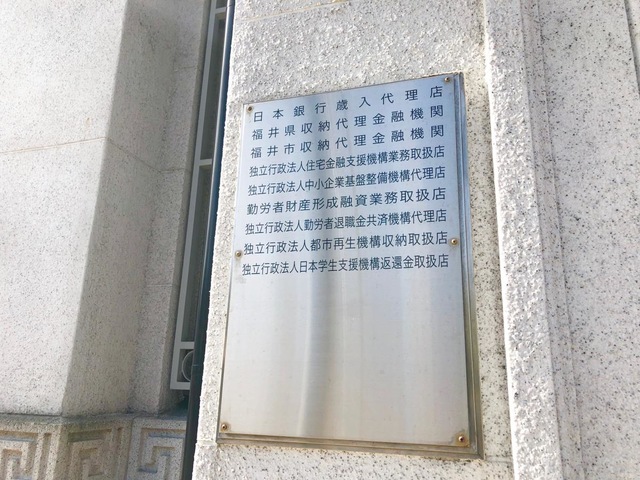 日本銀行歳入代理店
福井県収納代理金融機関
福井市収納代理金融機関
独立行政法人住宅金融支援機構業務取扱店
独立行政法人中小企業基盤整備機構代理店
勤労者財産形成融資業務取扱店
独立行政法人勤労者退職金共済機構代理店
独立行政法人都市再生機構収納取扱店
独立行政法人日本学生支援機構返還金取扱店